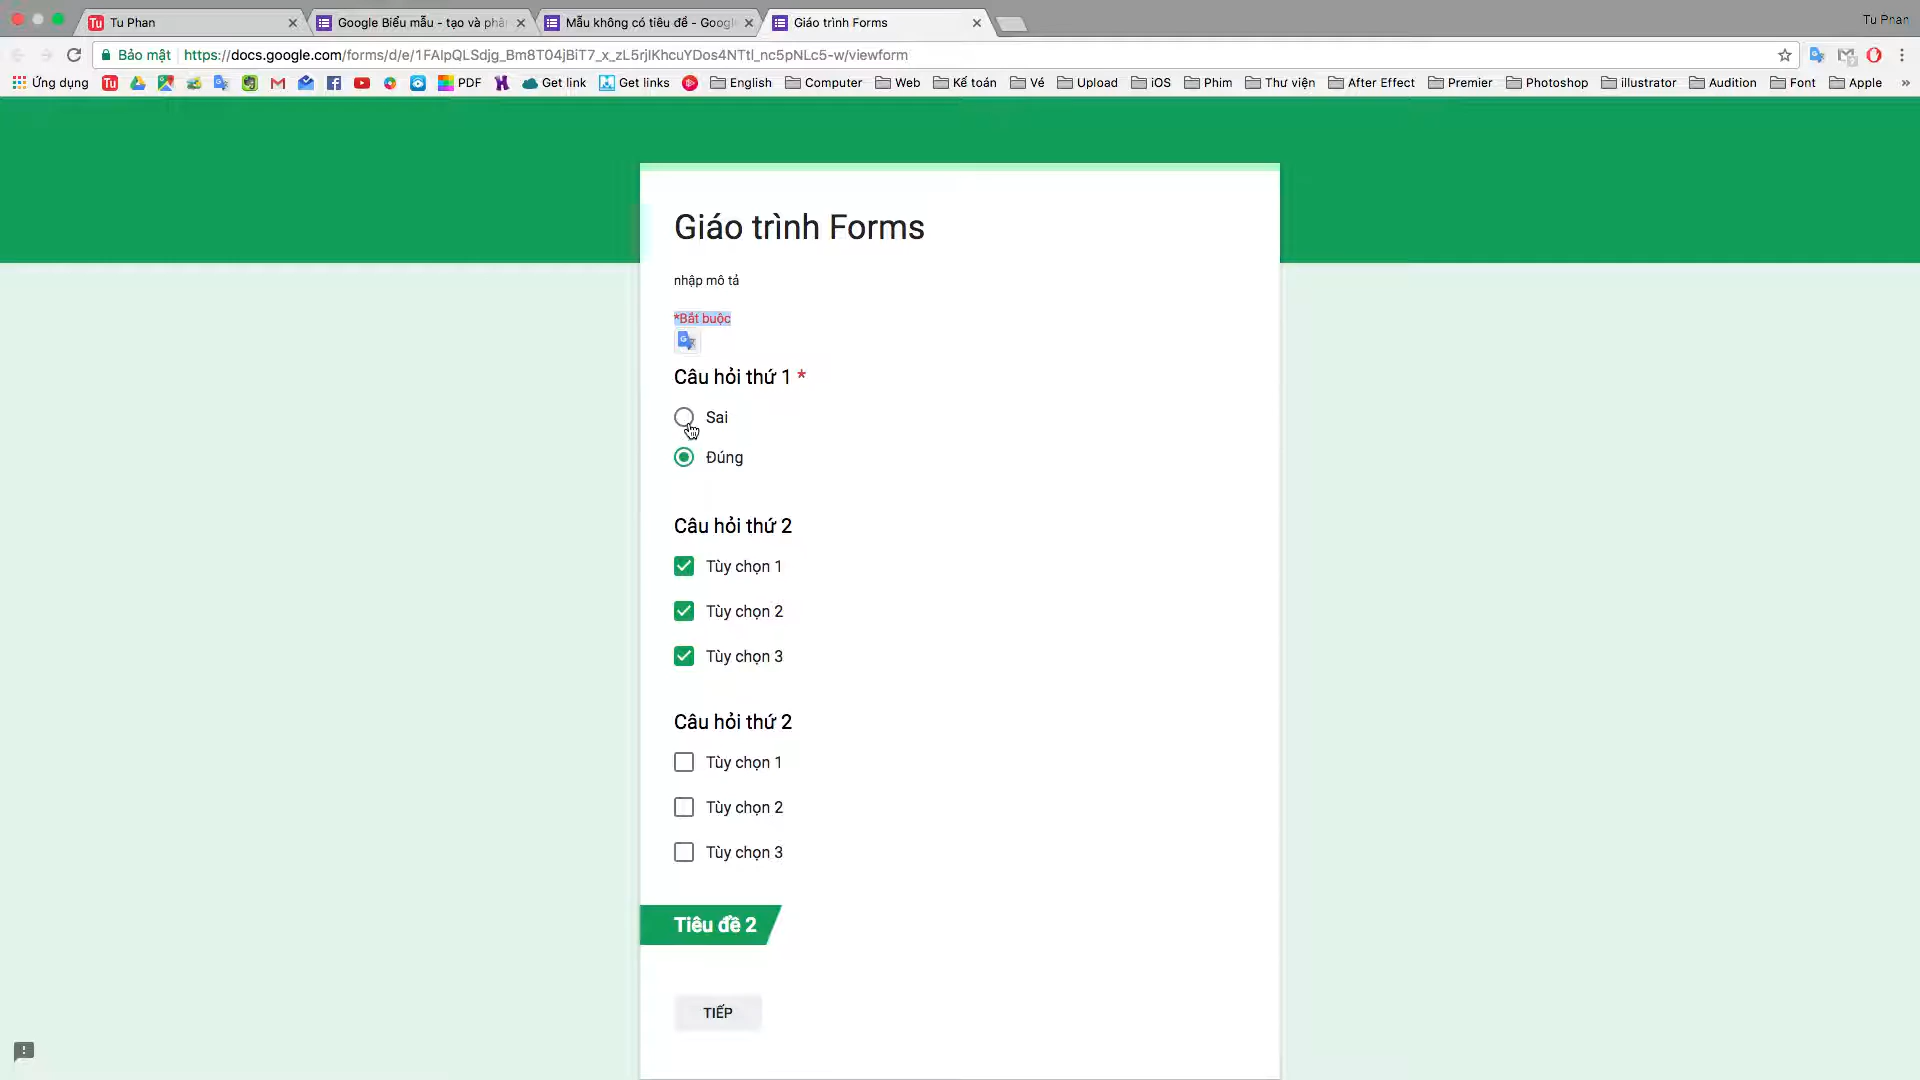 Tu Phan
Google Biểu mẫu - tạo và phân
Mẫu không có tiêu đề - Google
Giáo trình Forms
Tu Phan
Bảo mật
https://docs.google.com/forms/d/e/1FAIpQLSdjg_Bm8T04jBiT7_x_zL5rjIKhcuYDos4NTtI_nc5pNLc5-w/viewform
Ứng dụng
PDF
Get link
Get links
English
Computer
Web
Kế toán
Vé
Upload
iOS
Phim
Thư viện
After Effect
Premier
Photoshop
illustrator
Audition
Font
Apple
»
Giáo trình Forms
nhập mô tả
*Bắt buộc
Câu hỏi thứ 1 *
Sai
Đúng
Câu hỏi thứ 2
Tùy chọn 1
Tùy chọn 2
Tùy chọn 3
Câu hỏi thứ 2
Tùy chọn 1
Tùy chọn 2
Tùy chọn 3
Tiêu đề 2
TIẾP